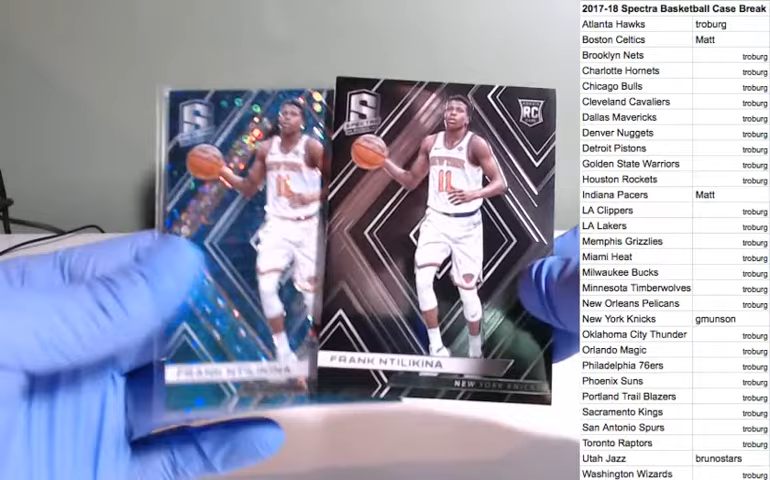 2017-18 Spectra Basketball Case Break
Atlanta Hawks troburg
Boston Celtics Matt
Brooklyn Nets troburg
Charlotte Hornets troburg
Chicago Bulls troburg
Cleveland Cavaliers troburg
Dallas Mavericks troburg
Denver Nuggets troburg
Detroit Pistons troburg
Golden State Warriors troburg
Houston Rockets troburg
Indiana Pacers Matt
LA Clippers troburg
LA Lakers troburg
Memphis Grizzlies troburg
Miami Heat troburg
Milwaukee Bucks troburg
Minnesota Timberwolves troburg
New Orleans Pelicans troburg
New York Knicks gmunson
Oklahoma City Thunder troburg
Orlando Magic troburg
Philadelphia 76ers troburg
Phoenix Suns troburg
Portland Trail Blazers troburg
Sacramento Kings troburg
San Antonio Spurs troburg
Toronto Raptors troburg
Utah Jazz brunostars
Washington Wizards troburg
S
SPECTRA
11
FRANK NTILIKINA
S
SPECTRA
RC
11
FRANK NTILIKINA
NEW YORK KNICKS